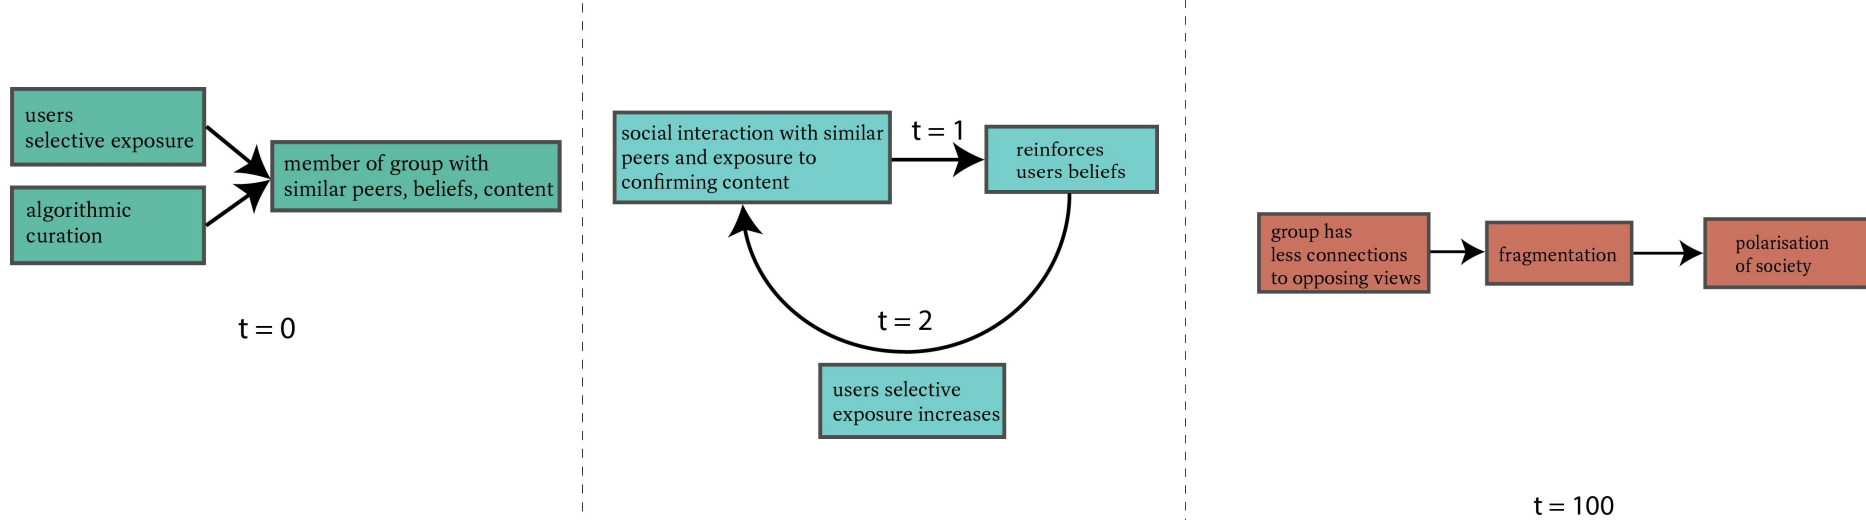 users
selective exposure
algorithmic
curation
member of group with
similar peers, beliefs, content
t = 0
social interaction with similar
peers and exposure to
confirming content
t = 1
reinforces
users beliefs
t = 2
users selective
exposure increases
group has
less connections
to opposing views
fragmentation
polarisation
of society
t = 100